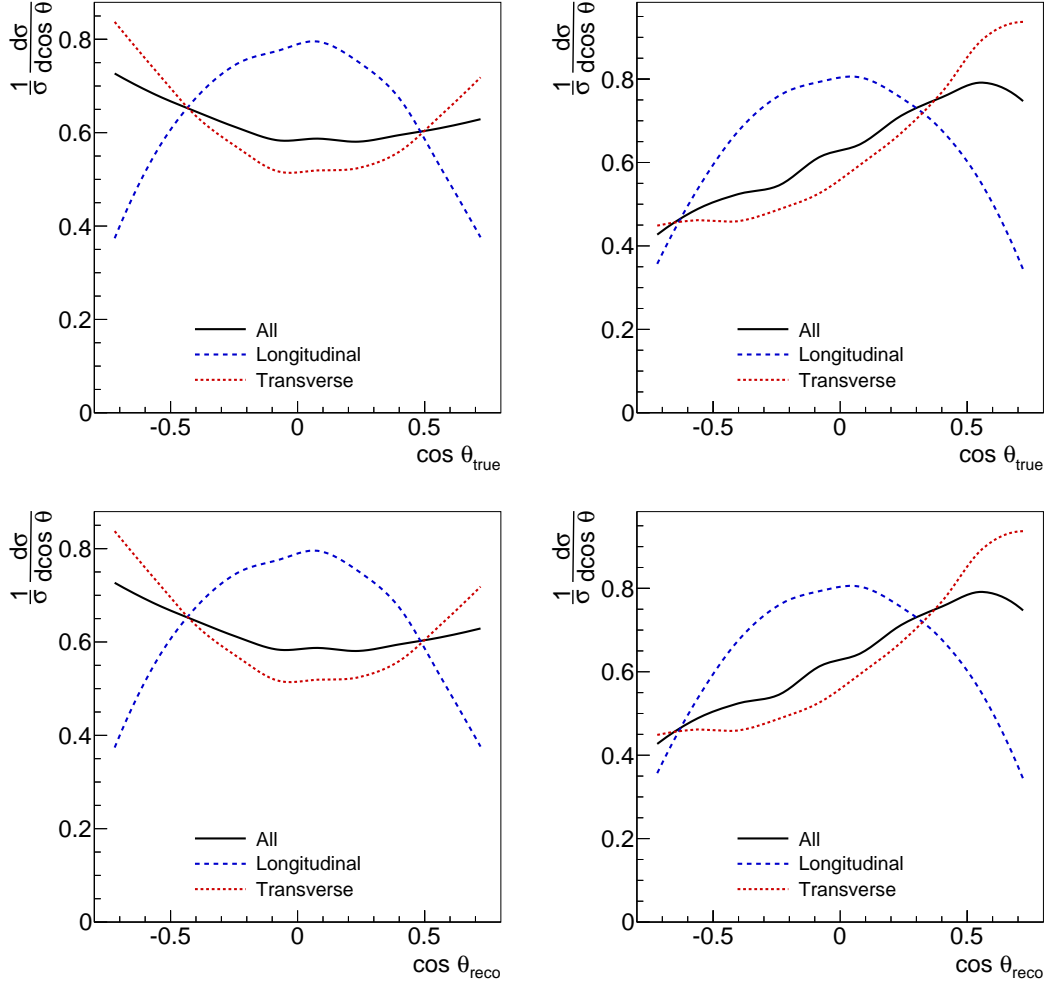 1/σ dσ/dcos θ
0.8
0.6
0.4
0.2
0
All
Longitudinal
Transverse
-0.5 0 0.5
cos θ_true
1/σ dσ/dcos θ
0.8
0.6
0.4
0.2
0
All
Longitudinal
Transverse
-0.5 0 0.5
cos θ_true
1/σ dσ/dcos θ
0.8
0.6
0.4
0.2
0
All
Longitudinal
Transverse
-0.5 0 0.5
cos θ_reco
1/σ dσ/dcos θ
0.8
0.6
0.4
0.2
0
All
Longitudinal
Transverse
-0.5 0 0.5
cos θ_reco